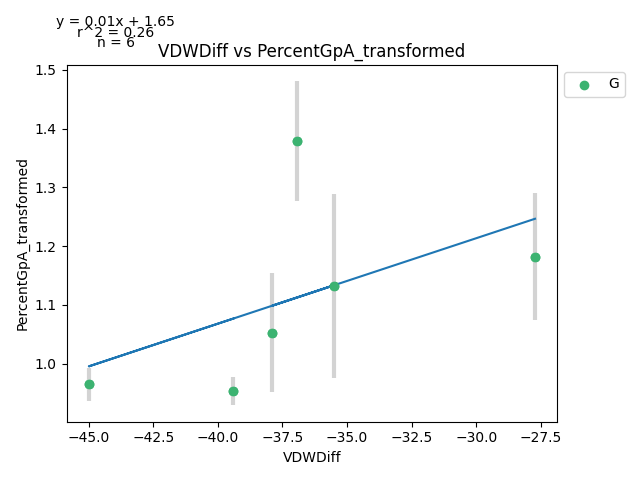 y = 0.01x + 1.65
r^2 = 0.26
n = 6
VDWDiff vs PercentGpA_transformed
G
PercentGpA_transformed
1.5
1.4
1.3
1.2
1.1
1.0
−45.0 −42.5 −40.0 −37.5 −35.0 −32.5 −30.0 −27.5
VDWDiff